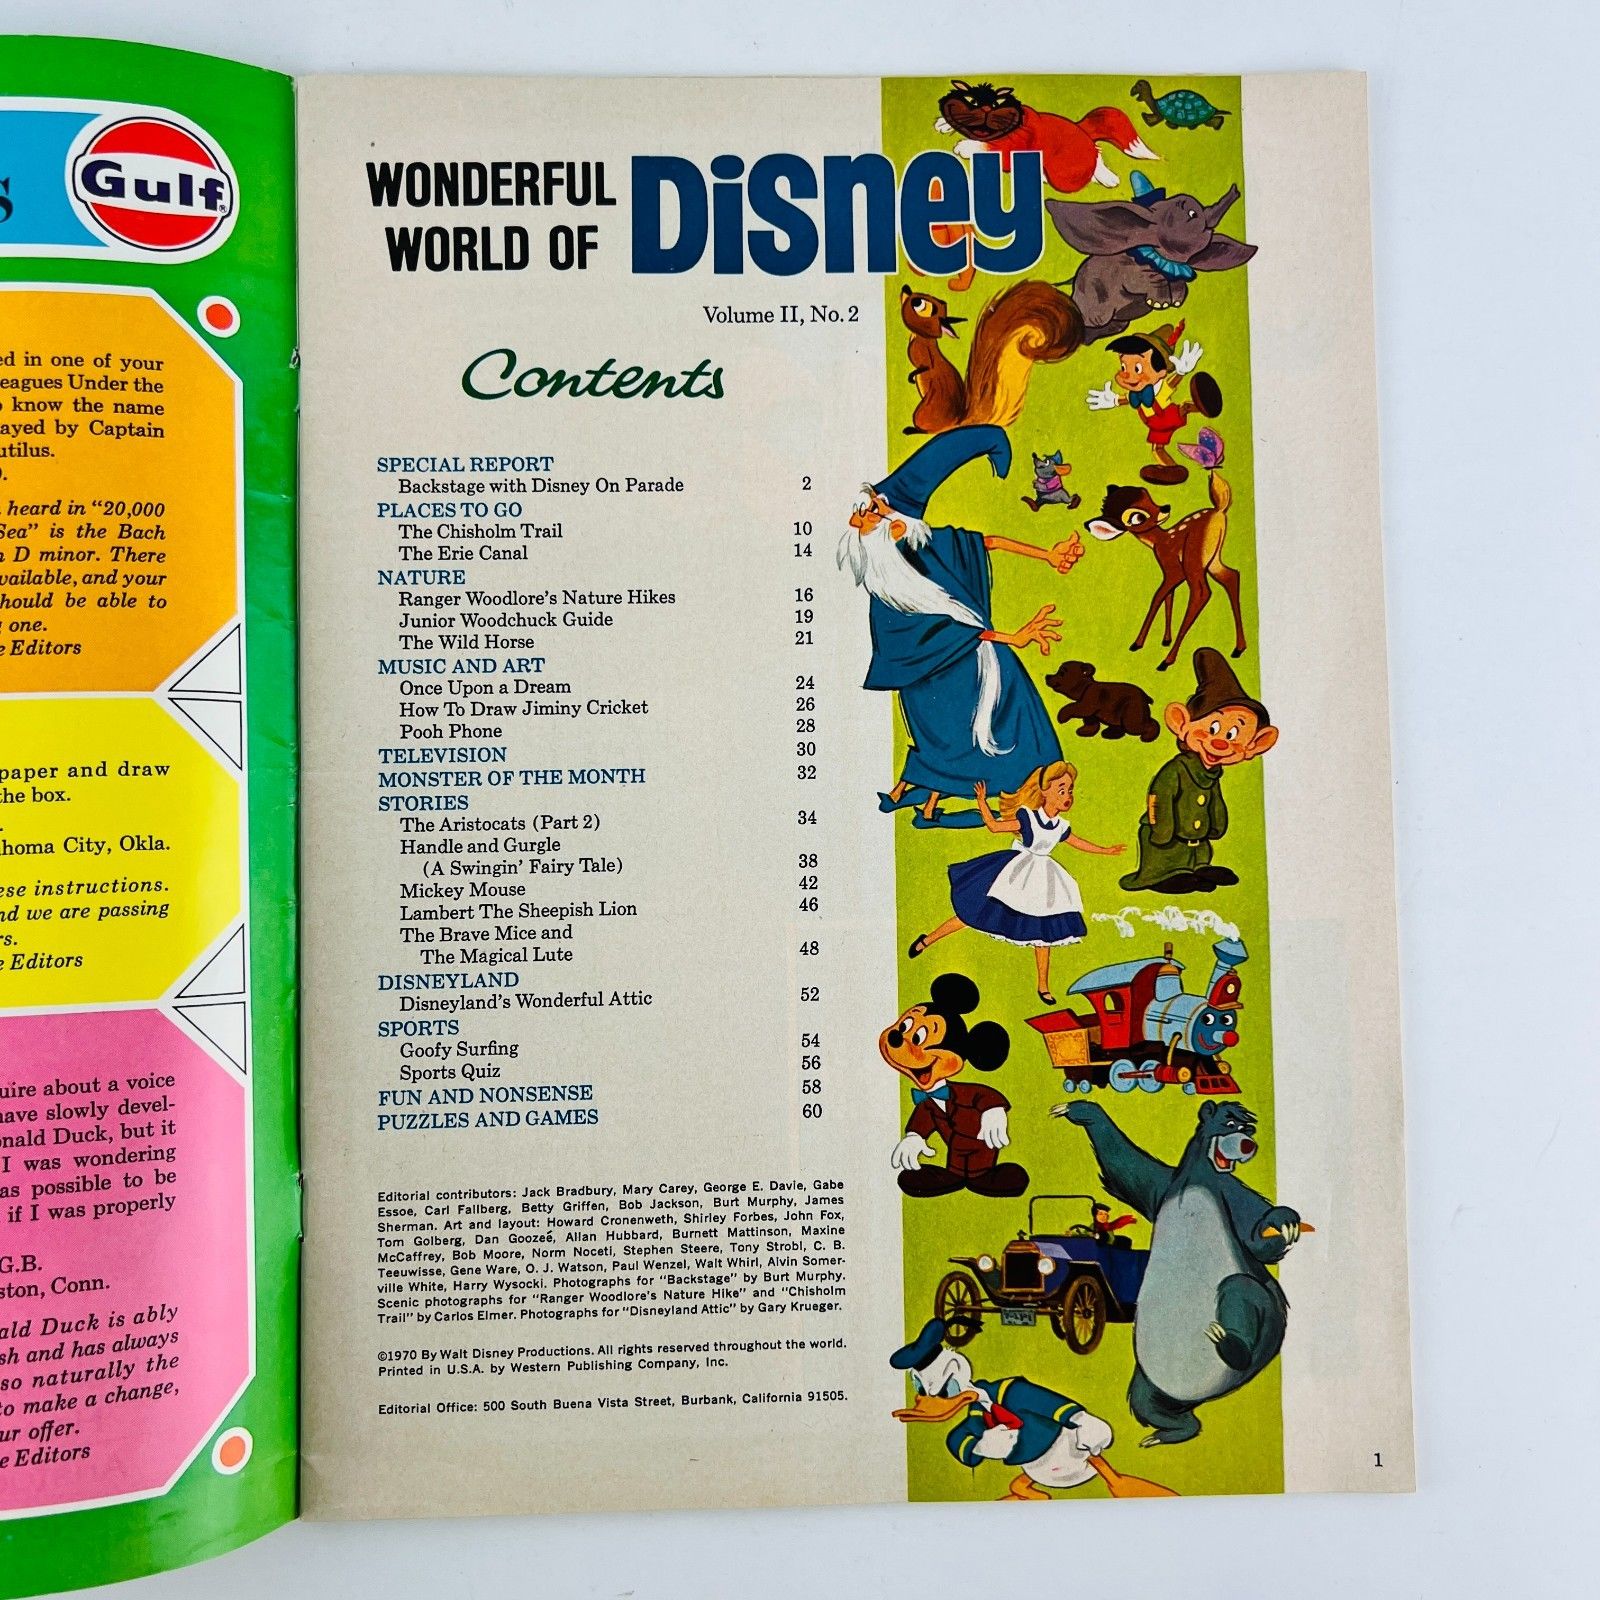 S
Gulf
ed in one of your
eagues Under the
know the name
ayed by Captain
utilus.
heard in "20,000
Sea" is the Bach
D minor. There
vailable, and your
hould be able to
one.
Editors
paper and draw
the box.
homa City, Okla.
ese instructions.
nd we are passing
rs.
Editors
uire about a voice
have slowly devel-
onald Duck, but it
I was wondering
as possible to be
if I was properly
G.B.
ston, Conn.
ald Duck is ably
sh and has always
so naturally the
to make a change,
ur offer.
Editors
WONDERFUL
WORLD OF Disney
Volume II, No. 2
Contents
SPECIAL REPORT
Backstage with Disney On Parade 2
PLACES TO GO
The Chisholm Trail 10
The Erie Canal 14
NATURE
Ranger Woodlore's Nature Hikes 16
Junior Woodchuck Guide 19
The Wild Horse 21
MUSIC AND ART
Once Upon a Dream 24
How To Draw Jiminy Cricket 26
Pooh Phone 28
TELEVISION 30
MONSTER OF THE MONTH 32
STORIES
The Aristocats (Part 2) 34
Handle and Gurgle
(A Swingin' Fairy Tale) 38
Mickey Mouse 42
Lambert The Sheepish Lion 46
The Brave Mice and
The Magical Lute 48
DISNEYLAND
Disneyland's Wonderful Attic 52
SPORTS
Goofy Surfing 54
Sports Quiz 56
FUN AND NONSENSE 58
PUZZLES AND GAMES 60
Editorial contributors: Jack Bradbury, Mary Carey, George E. Davie, Gabe
Essoe, Carl Fallberg, Betty Griffen, Bob Jackson, Burt Murphy, James
Sherman. Art and layout: Howard Cronenweth, Shirley Forbes, John Fox,
Tom Golberg, Dan Goozeé, Allan Hubbard, Burnett Mattinson, Maxine
McCaffrey, Bob Moore, Norm Noceti, Stephen Steere, Tony Strobl, C. B.
Teeuwisse, Gene Ware, O. J. Watson, Paul Wenzel, Walt Whirl, Alvin Somer-
ville White, Harry Wysocki. Photographs for "Backstage" by Burt Murphy.
Scenic photographs for "Ranger Woodlore's Nature Hike" and "Chisholm
Trail" by Carlos Elmer. Photographs for "Disneyland Attic" by Gary Krueger.
©1970 By Walt Disney Productions. All rights reserved throughout the world.
Printed in U.S.A. by Western Publishing Company, Inc.
Editorial Office: 500 South Buena Vista Street, Burbank, California 91505.
1